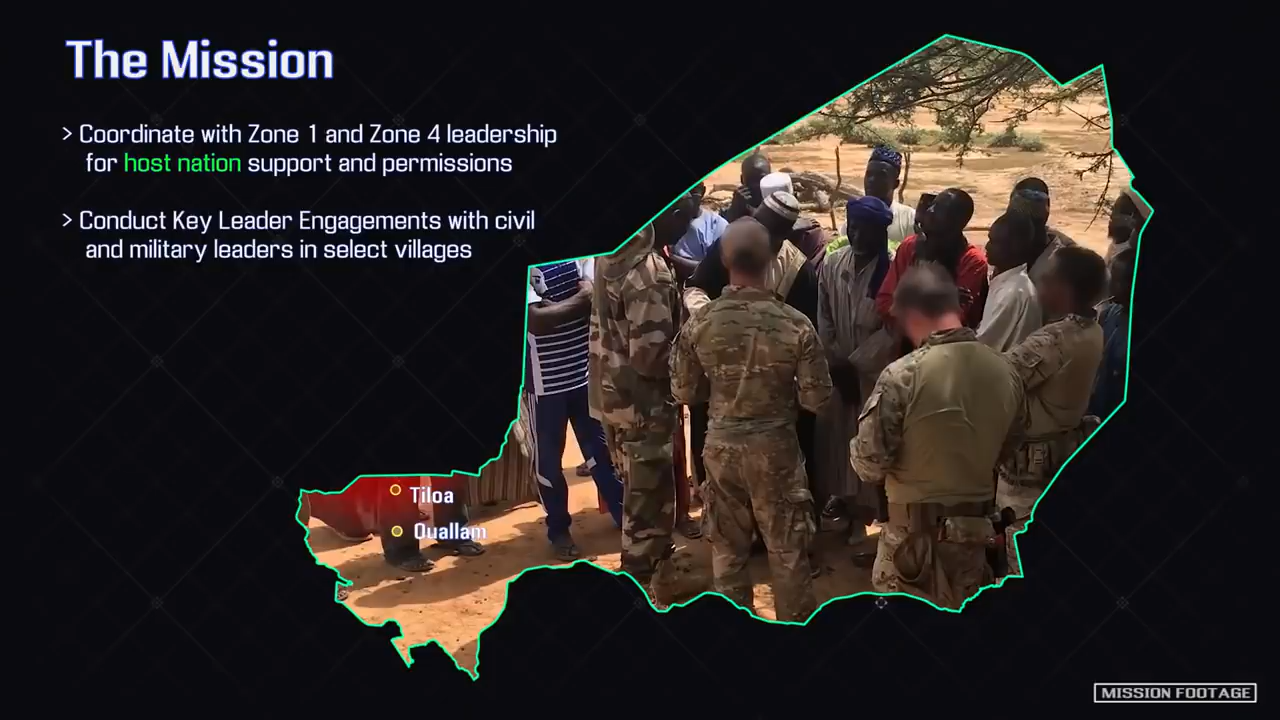 The Mission
> Coordinate with Zone 1 and Zone 4 leadership
for host nation support and permissions
> Conduct Key Leader Engagements with civil
and military leaders in select villages
Tiloa
Ouallam
MISSION FOOTAGE